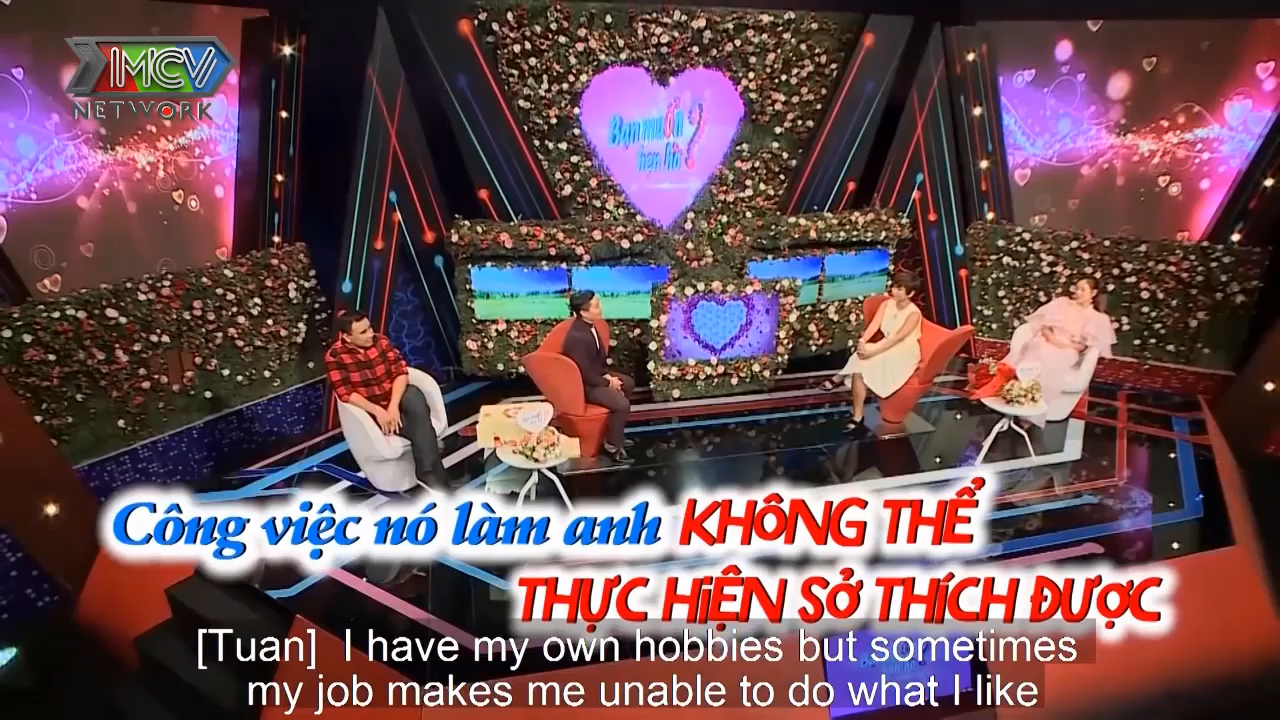 MCV
NETWORK
Bạn muốn
hẹn hò?
Công việc nó làm anh KHÔNG THỂ
THỰC HIỆN SỞ THÍCH ĐƯỢC
[Tuan] I have my own hobbies but sometimes
my job makes me unable to do what I like